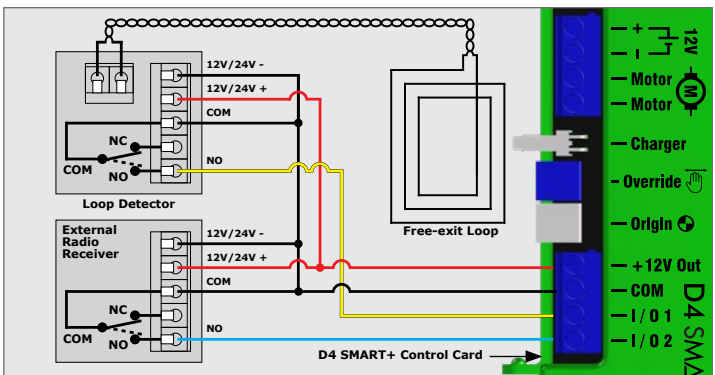 12V/24V -
12V/24V +
COM
NC
COM
NO
NO
Loop Detector
External
Radio
Receiver
12V/24V -
12V/24V +
COM
NC
COM
NO
NO
Free-exit Loop
D4 SMART+ Control Card
+
-
12V
Motor
M
Motor
Charger
Override
OrIgIn
+12V Out
COM
I / O 1
I / O 2
D4 SMA